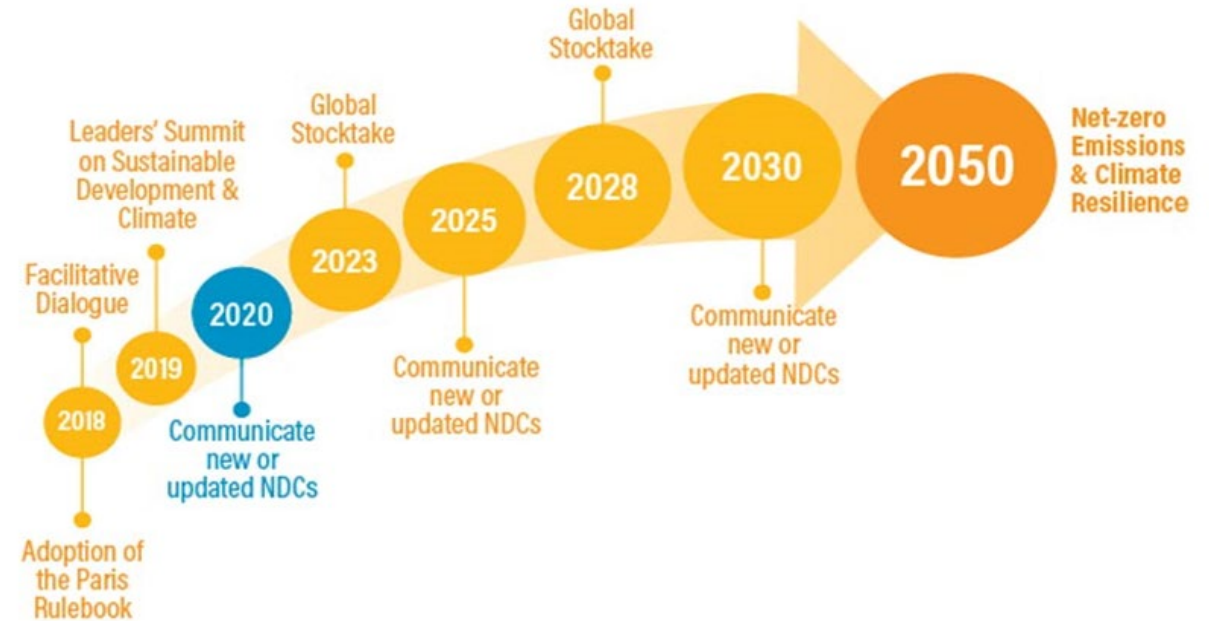 Facilitative
Dialogue
2018
Adoption of
the Paris
Rulebook
Leaders' Summit
on Sustainable
Development &
Climate
2019
2020
Communicate
new or
updated NDCs
Global
Stocktake
2023
2025
Communicate
new or
updated NDCs
Global
Stocktake
2028
2030
Communicate
new or
updated NDCs
2050
Net-zero
Emissions
& Climate
Resilience